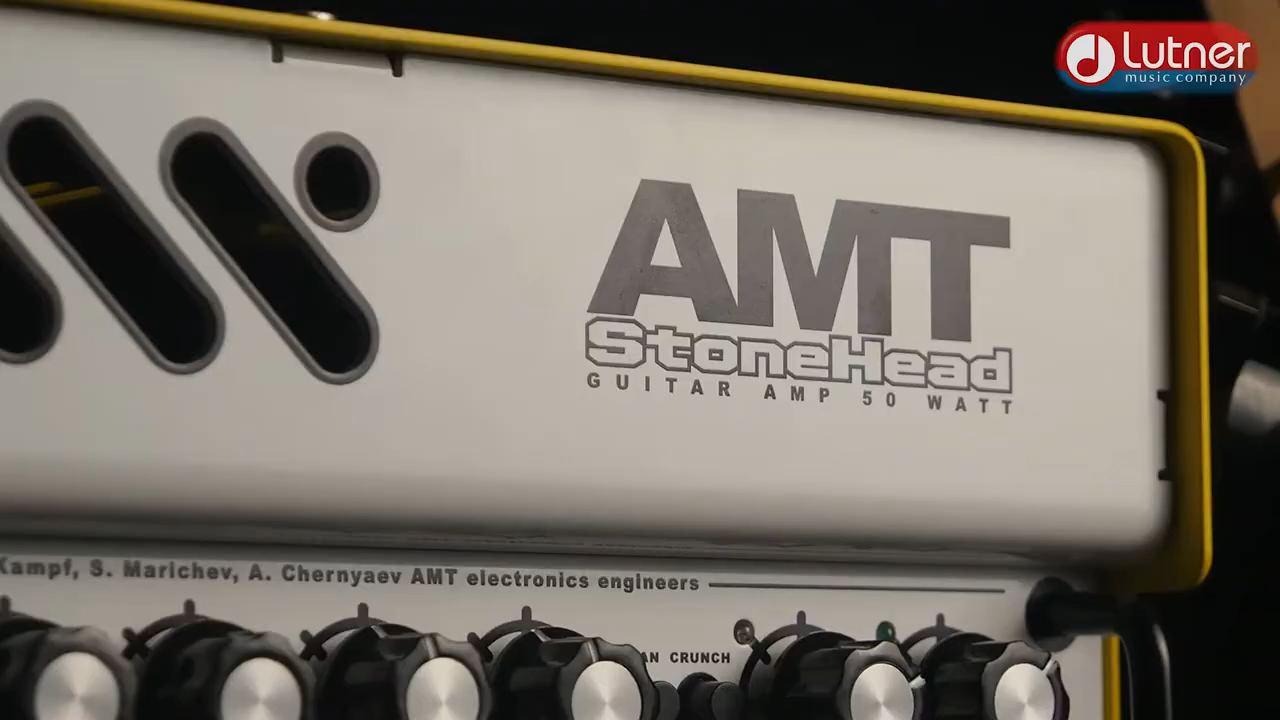 Lutner
music company
AMT
StoneHead
GUITAR AMP 50 WATT
Kampf, S. Marichev, A. Chernyaev AMT electronics engineers
CRUNCH